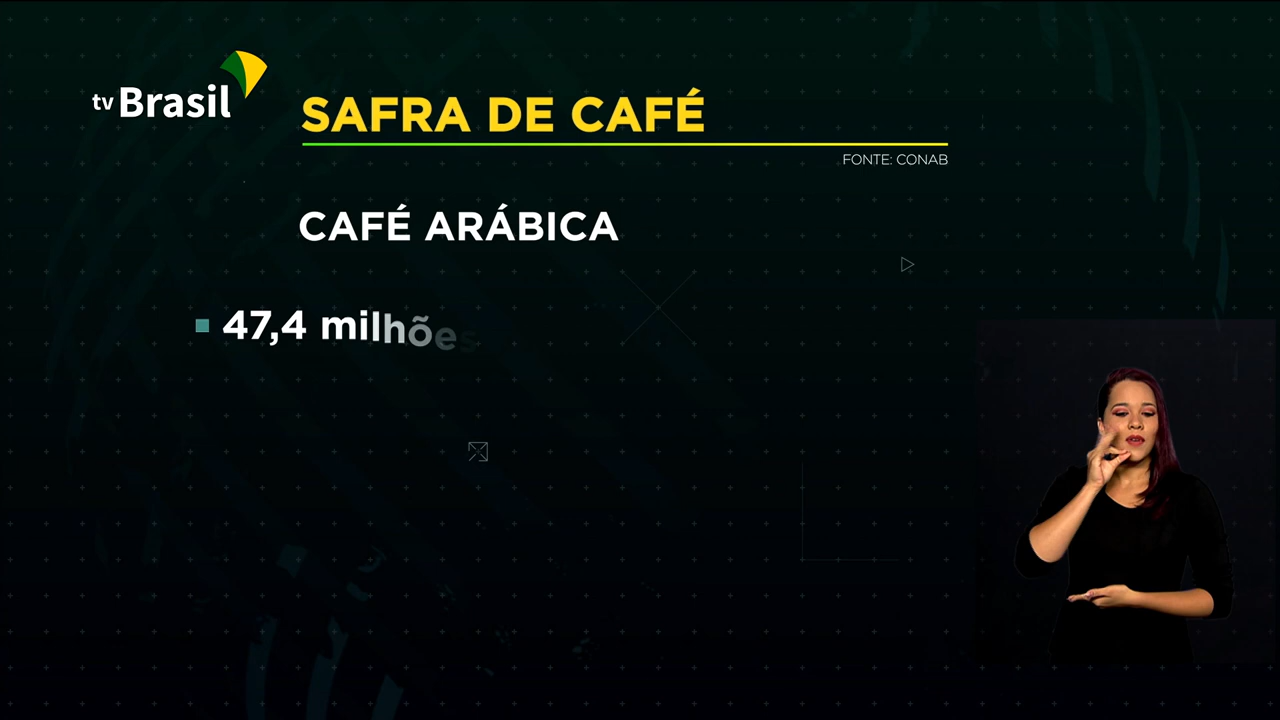 tv Brasil
SAFRA DE CAFÉ
FONTE: CONAB
CAFÉ ARÁBICA
47,4 milhões